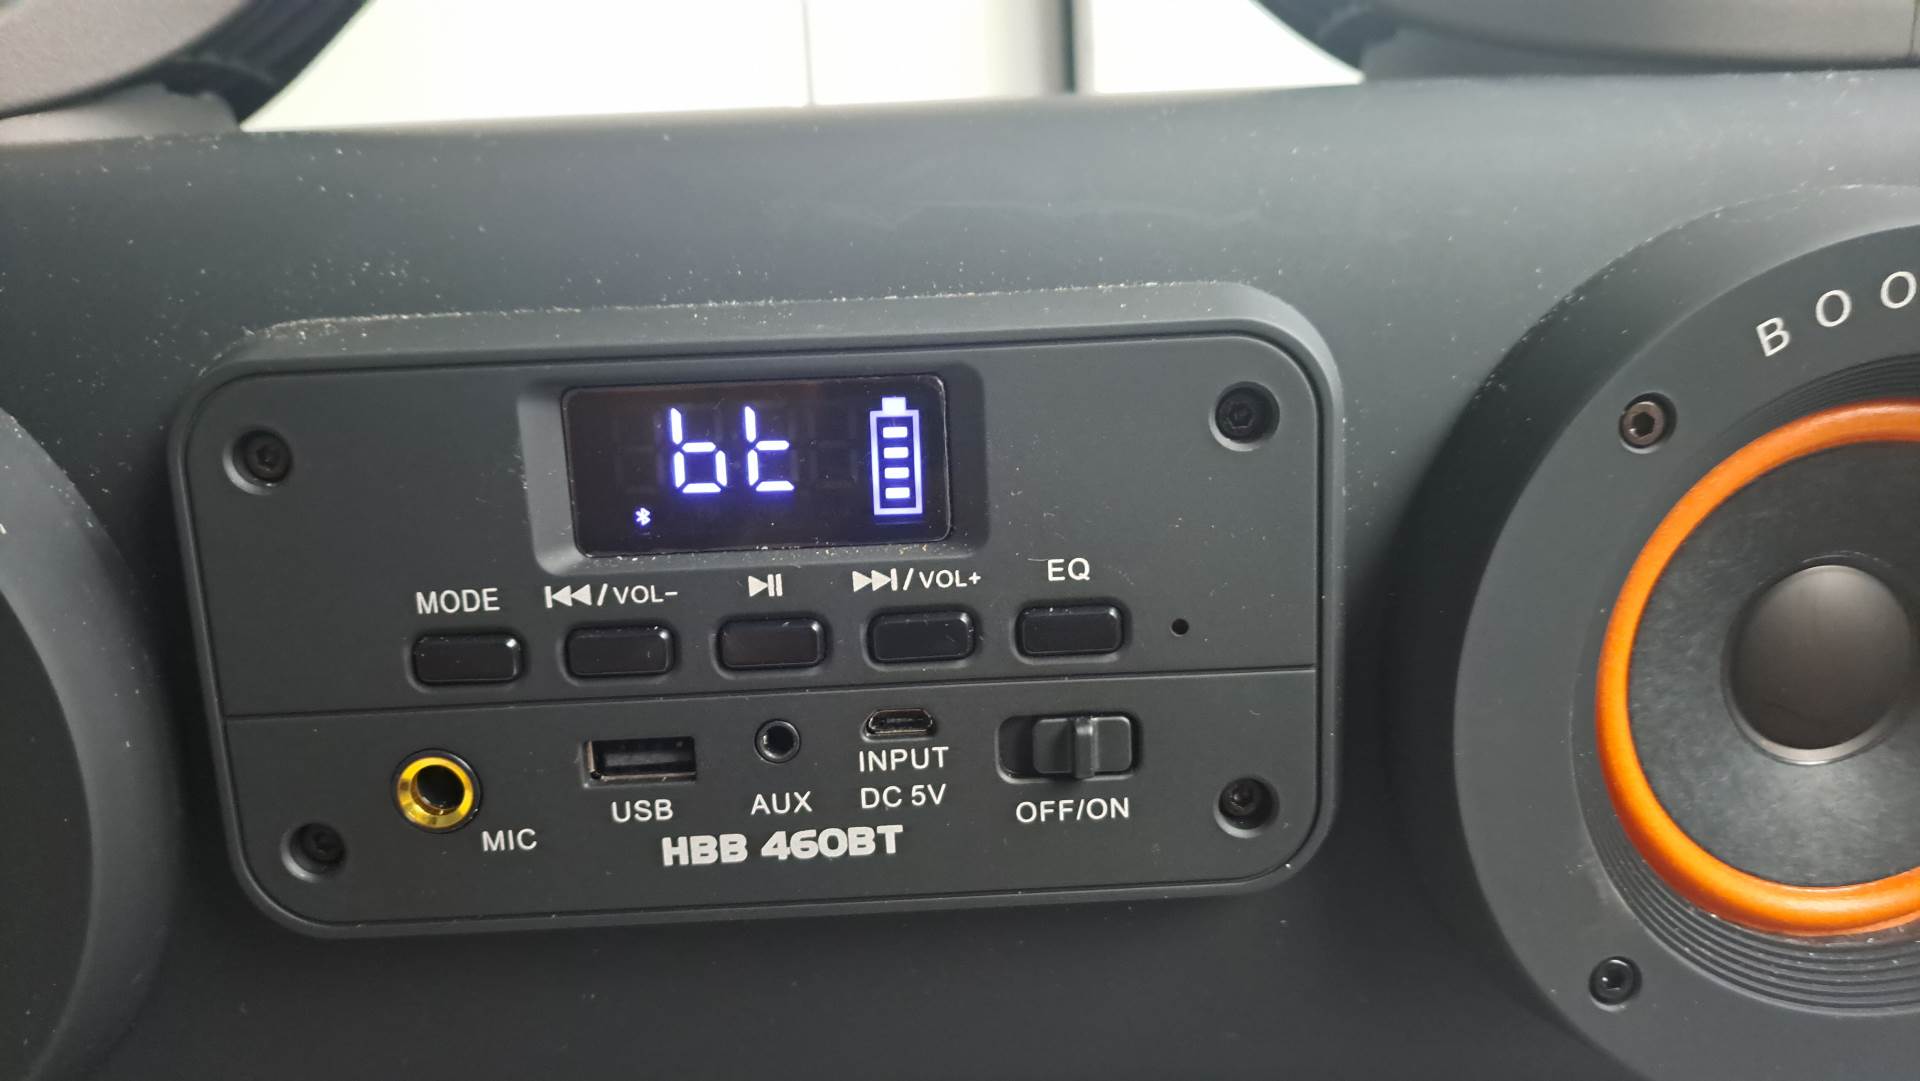 BOO
bt
MODE
/VOL-
/VOL+
EQ
MIC
USB
AUX
INPUT
DC 5V
OFF/ON
HBB 460BT